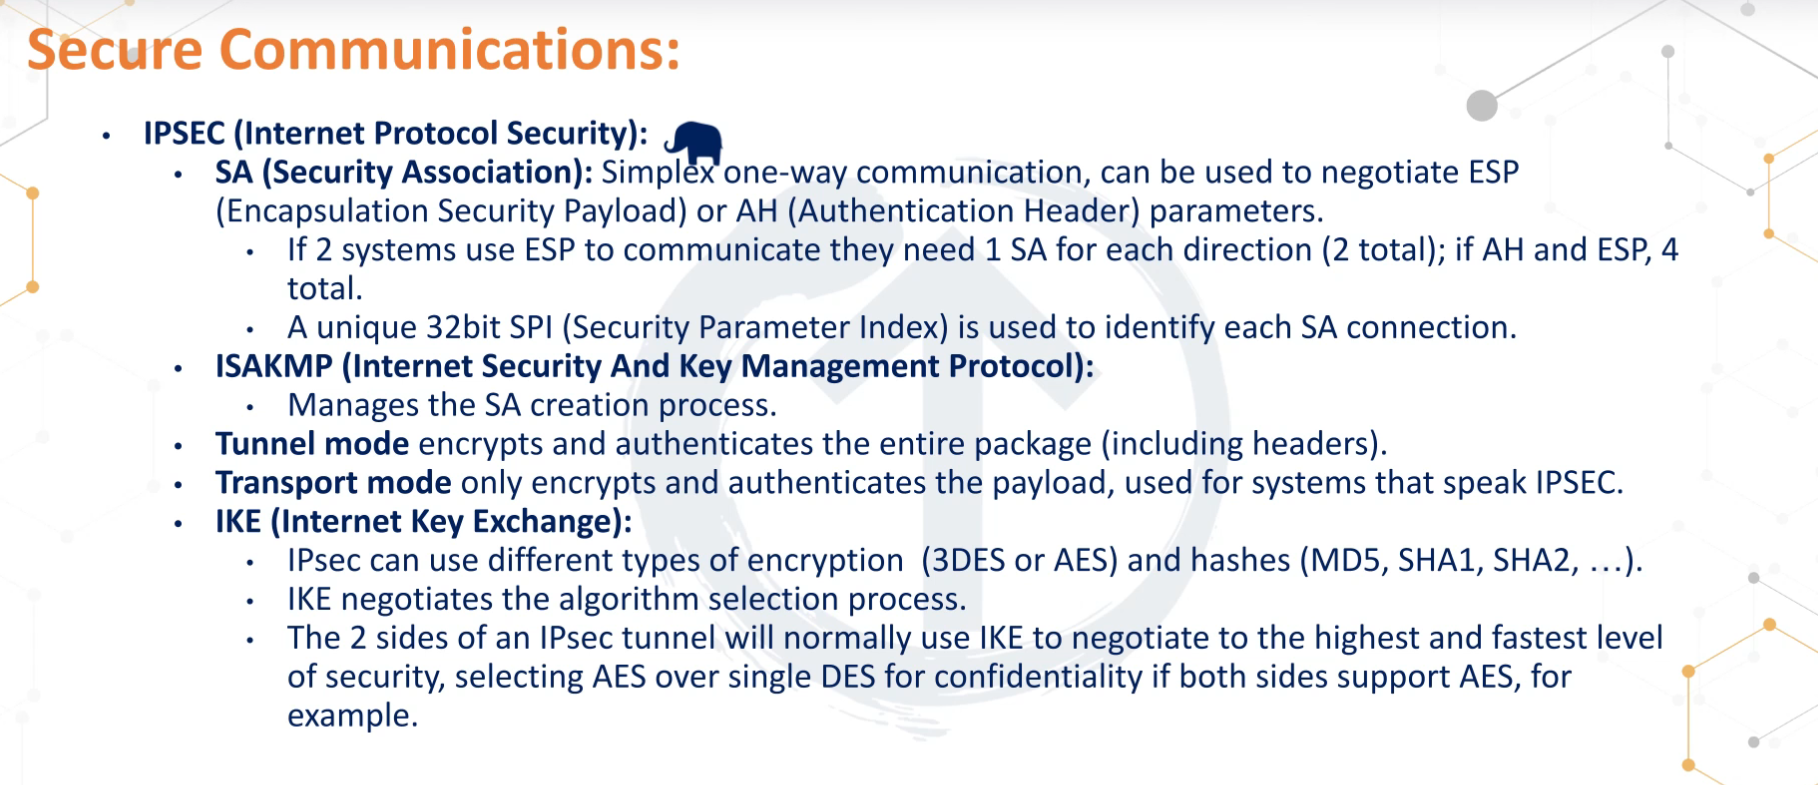 Secure Communications:
• IPSEC (Internet Protocol Security):
• SA (Security Association): Simplex one-way communication, can be used to negotiate ESP
(Encapsulation Security Payload) or AH (Authentication Header) parameters.
• If 2 systems use ESP to communicate they need 1 SA for each direction (2 total); if AH and ESP, 4
total.
• A unique 32bit SPI (Security Parameter Index) is used to identify each SA connection.
• ISAKMP (Internet Security And Key Management Protocol):
• Manages the SA creation process.
• Tunnel mode encrypts and authenticates the entire package (including headers).
• Transport mode only encrypts and authenticates the payload, used for systems that speak IPSEC.
• IKE (Internet Key Exchange):
• IPsec can use different types of encryption (3DES or AES) and hashes (MD5, SHA1, SHA2, ...).
• IKE negotiates the algorithm selection process.
• The 2 sides of an IPsec tunnel will normally use IKE to negotiate to the highest and fastest level
of security, selecting AES over single DES for confidentiality if both sides support AES, for
example.